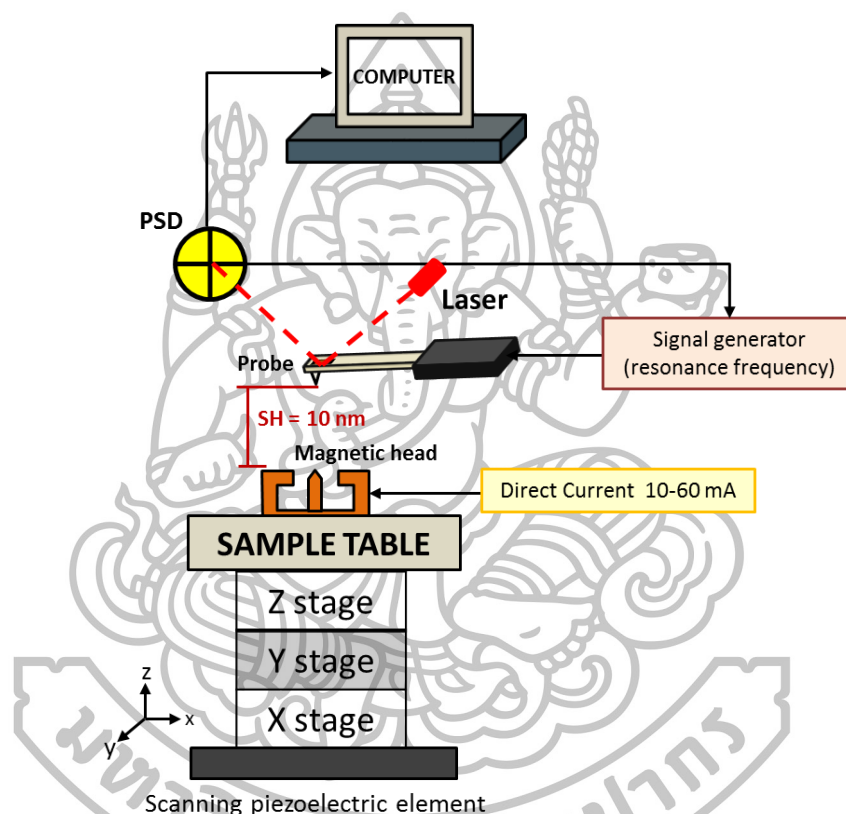 COMPUTER
PSD
Laser
Signal generator
(resonance frequency)
Probe
SH = 10 nm
Magnetic head
Direct Current 10-60 mA
SAMPLE TABLE
Z stage
Y stage
X stage
z
x
y
Scanning piezoelectric element